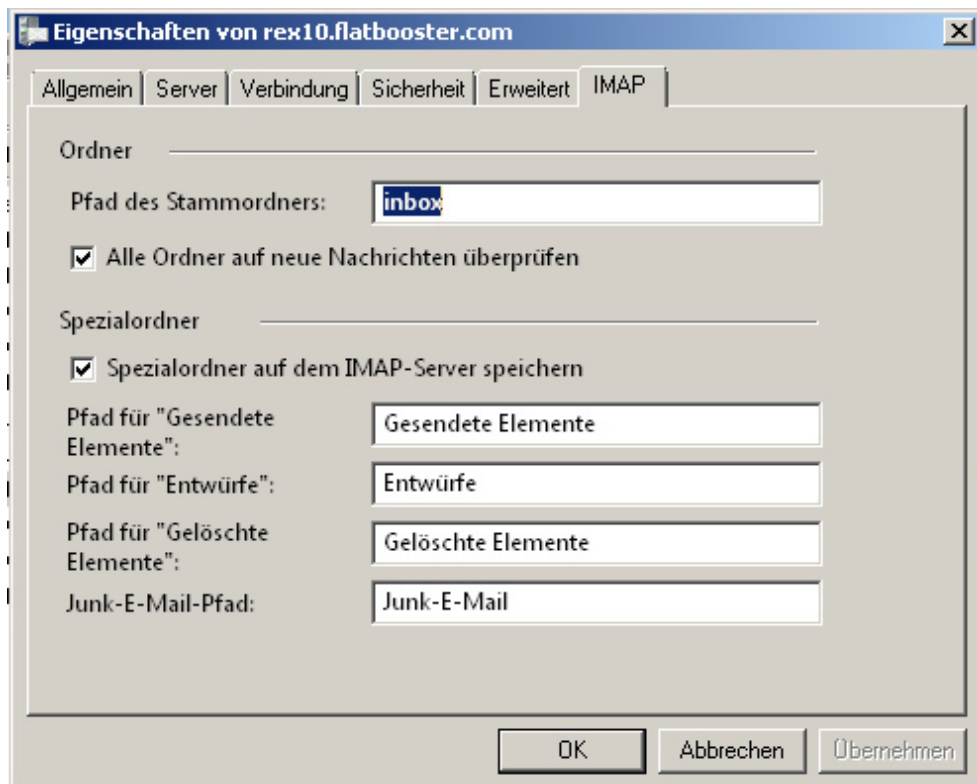 Eigenschaften von rex10.flatbooster.com
Allgemein Server Verbindung Sicherheit Erweitert IMAP
Ordner
Pfad des Stammordners: inbox
Alle Ordner auf neue Nachrichten überprüfen
Spezialordner
Spezialordner auf dem IMAP-Server speichern
Pfad für "Gesendete
Elemente":
Gesendete Elemente
Pfad für "Entwürfe": Entwürfe
Pfad für "Gelöschte
Elemente":
Gelöschte Elemente
Junk-E-Mail-Pfad: Junk-E-Mail
OK Abbrechen Übernehmen